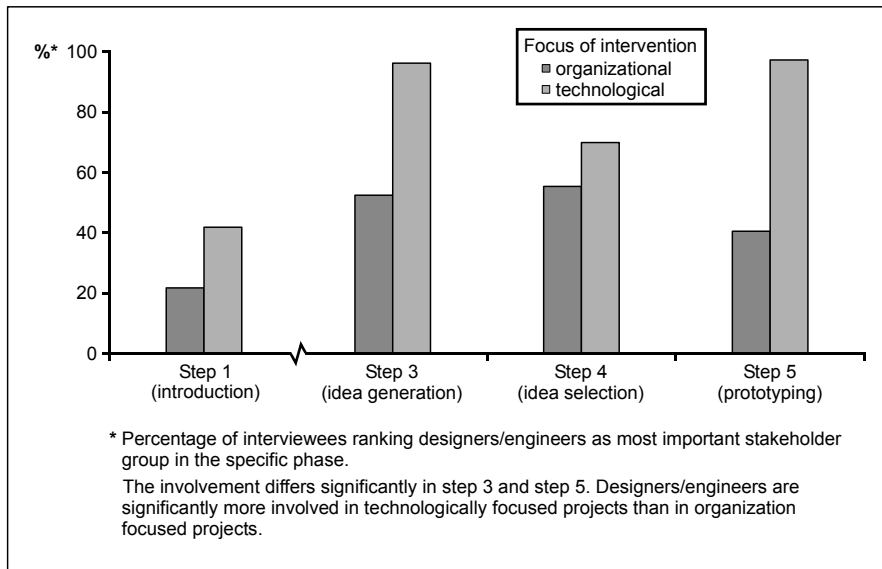 %*
100
80
60
40
20
0
Focus of intervention
organizational
technological
Step 1
(introduction)
Step 3
(idea generation)
Step 4
(idea selection)
Step 5
(prototyping)
* Percentage of interviewees ranking designers/engineers as most important stakeholder
group in the specific phase.
The involvement differs significantly in step 3 and step 5. Designers/engineers are
significantly more involved in technologically focused projects than in organization
focused projects.